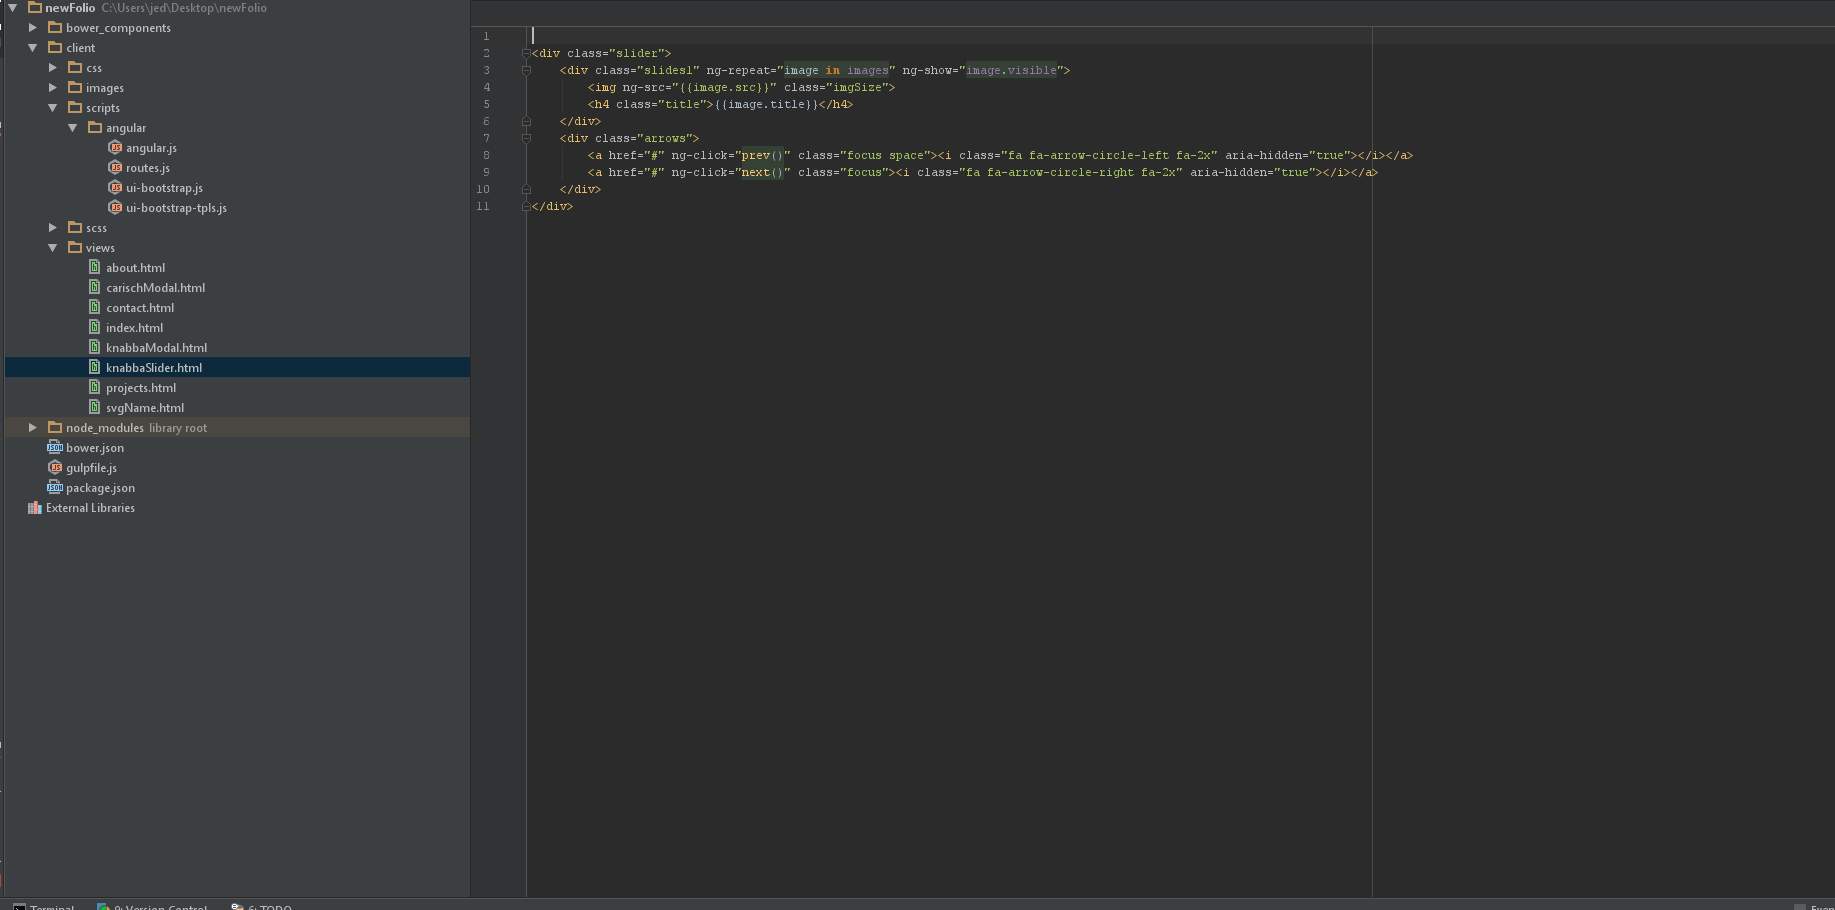 newFolio C:\Users\jed\Desktop\newFolio
bower_components
client
css
images
scripts
angular
angular.js
routes.js
ui-bootstrap.js
ui-bootstrap-tpls.js
scss
views
about.html
carischModal.html
contact.html
index.html
knabbaModal.html
knabbaSlider.html
projects.html
svgName.html
node_modules library root
bower.json
gulpfile.js
package.json
External Libraries
1
2 <div class="slider">
3 <div class="slides1" ng-repeat="image in images" ng-show="image.visible">
4 <img ng-src="{{image.src}}" class="imgSize">
5 <h4 class="title">{{image.title}}</h4>
6 </div>
7 <div class="arrows">
8 <a href="#" ng-click="prev()" class="focus space"><i class="fa fa-arrow-circle-left fa-2x" aria-hidden="true"></i></a>
9 <a href="#" ng-click="next()" class="focus"><i class="fa fa-arrow-circle-right fa-2x" aria-hidden="true"></i></a>
10 </div>
11 </div>
Terminal 9: Version Control 6: TODO